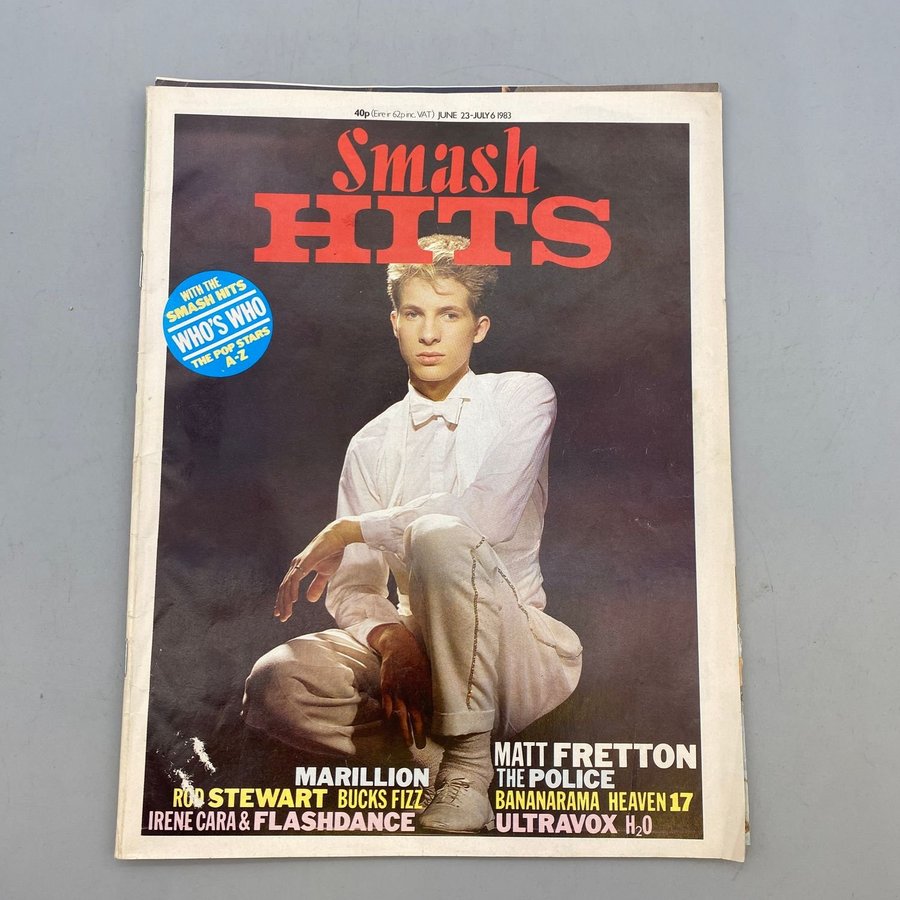 40p (Eire ir 62p inc. VAT) JUNE 23-JULY 6 1983
Smash
HITS
WITH THE
SMASH HITS
WHO'S WHO
THE POP STARS
A-Z
MATT FRETTON
MARILLION
THE POLICE
ROD STEWART BUCKS FIZZ
BANANARAMA HEAVEN 17
IRENE CARA & FLASHDANCE
ULTRAVOX H₂O